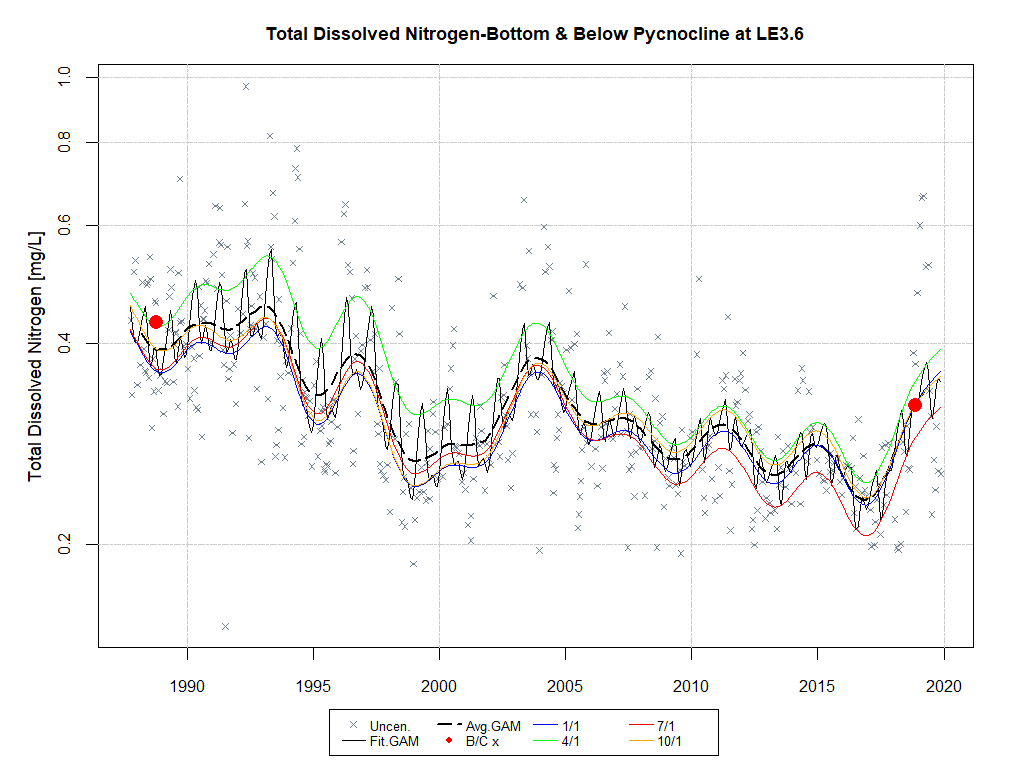 Total Dissolved Nitrogen-Bottom & Below Pycnocline at LE3.6
Total Dissolved Nitrogen [mg/L]
1.0
0.8
0.6
0.4
0.2
1990 1995 2000 2005 2010 2015 2020
Uncen. Avg.GAM 1/1 7/1
Fit.GAM B/C x 4/1 10/1